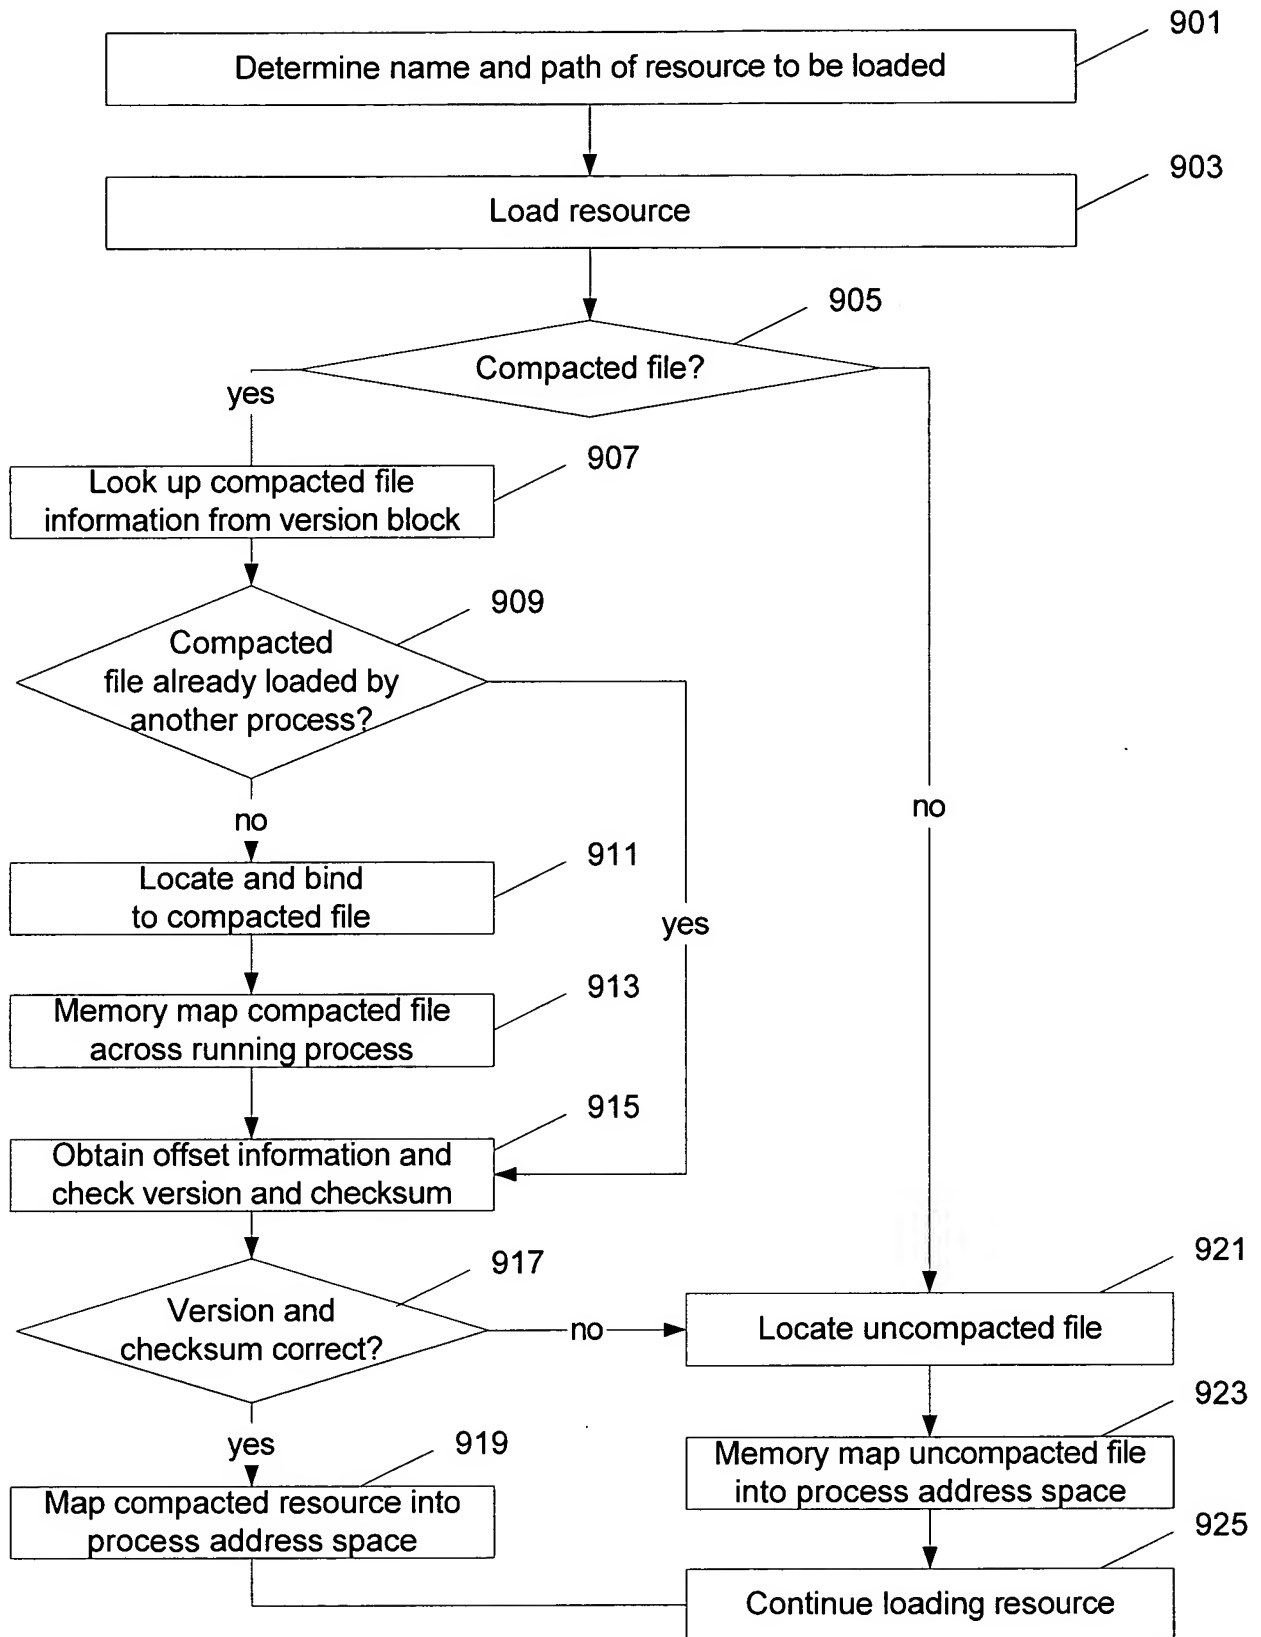 901
Determine name and path of resource to be loaded
903
Load resource
905
Compacted file?
yes
907
Look up compacted file
information from version block
909
Compacted
file already loaded by
another process?
no
no
911
Locate and bind
to compacted file
yes
913
Memory map compacted file
across running process
915
Obtain offset information and
check version and checksum
917
Version and
checksum correct?
no
921
Locate uncompacted file
923
Memory map uncompacted file
into process address space
yes
919
Map compacted resource into
process address space
925
Continue loading resource